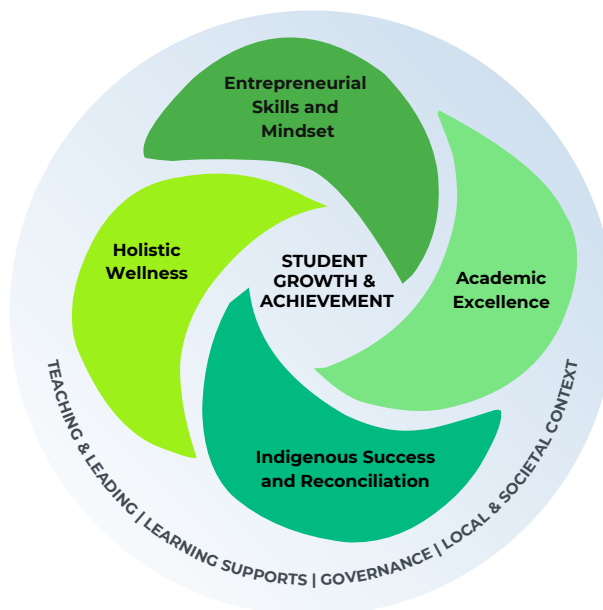 Entrepreneurial
Skills and
Mindset
Holistic
Wellness
STUDENT
GROWTH &
ACHIEVEMENT
Academic
Excellence
Indigenous Success
and Reconciliation
TEACHING & LEADING | LEARNING SUPPORTS | GOVERNANCE | LOCAL & SOCIETAL CONTEXT